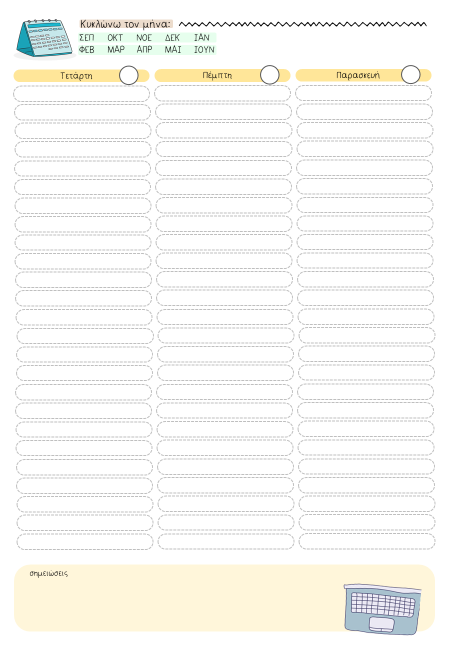 Κυκλώνω τον μήνα:
ΣΕΠ ΟΚΤ ΝΟΕ ΔΕΚ ΙΑΝ
ΦΕΒ ΜΑΡ ΑΠΡ ΜΑΙ ΙΟΥΝ
Τετάρτη Πέμπτη Παρασκευή
σημειώσεις